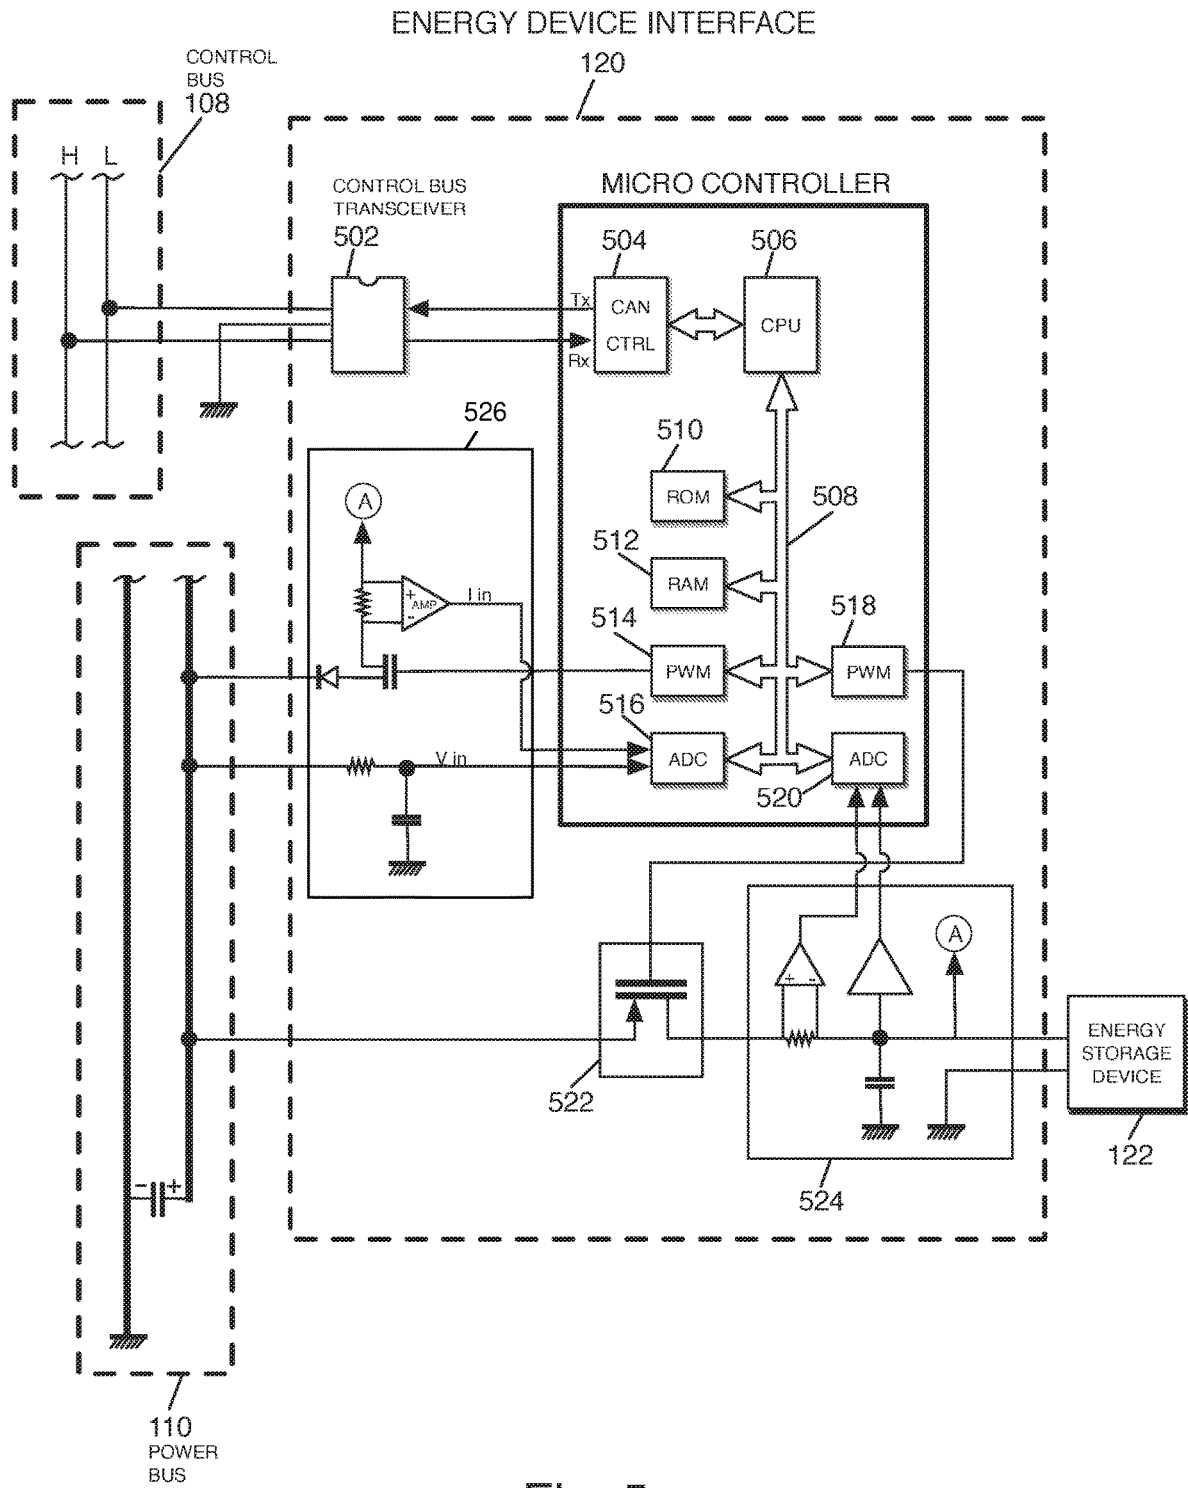 ENERGY DEVICE INTERFACE
120
CONTROL
BUS
108
H L
CONTROL BUS
TRANSCEIVER
502
MICRO CONTROLLER
504
506
Tx
CAN
CTRL
Rx
CPU
526
510
ROM
508
A
512
RAM
+
AMP
-
I in
514
PWM
518
PWM
516
ADC
V in
520
ADC
A
+ -
522
ENERGY
STORAGE
DEVICE
122
524
- +
110
POWER
BUS